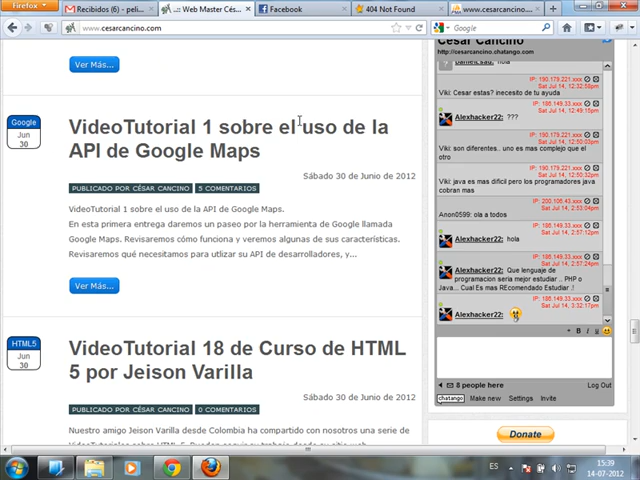 Firefox
Recibidos (6) - peli...
..:: Web Master Cés...
Facebook
404 Not Found
www.cesarcancino....
www.cesarcancino.com
Google
Ver Más...
Google
Jun
30
VideoTutorial 1 sobre el uso de la
API de Google Maps
Sábado 30 de Junio de 2012
PUBLICADO POR CÉSAR CANCINO
5 COMENTARIOS
VideoTutorial 1 sobre el uso de la API de Google Maps.
En esta primera entrega daremos un paseo por la herramienta de Google llamada
Google Maps. Revisaremos cómo funciona y veremos algunas de sus características.
Revisaremos qué necesitamos para utlizar su API de desarrolladores, y...
Ver Más...
HTML5
Jun
30
VideoTutorial 18 de Curso de HTML
5 por Jeison Varilla
Sábado 30 de Junio de 2012
PUBLICADO POR CÉSAR CANCINO
0 COMENTARIOS
Nuestro amigo Jeison Varilla desde Colombia ha compartido con nosotros una serie de
Cesar Cancino
http://cesarcancino.chatango.com
hola
IP: 190.179.221.xxx
Sat Jul 14, 12:32:58pm
Viki: Cesar estas? inecesito de tu ayuda
IP: 188.149.33.xxx
Sat Jul 14, 12:49:15pm
Alexhacker22: ???
IP: 190.179.221.xxx
Sat Jul 14, 12:50:03pm
Viki: son diferentes.. uno es mas complejo que el
otro
IP: 190.179.221.xxx
Sat Jul 14, 12:50:32pm
Viki: java es mas dificil pero los programadores java
cobran mas
IP: 200.106.43.xxx
Sat Jul 14, 2:53:04pm
Anon0599: ola a todos
IP: 188.149.33.xxx
Sat Jul 14, 2:57:12pm
Alexhacker22: hola
IP: 188.149.33.xxx
Sat Jul 14, 2:57:24pm
Alexhacker22: Que lenguaje de
programacion seria mejor estudiar .. PHP o
Java... Cual Es mas REcomendado Estudiar .!
IP: 188.149.33.xxx
Sat Jul 14, 3:32:17pm
Alexhacker22:
+ B I U
8 people here
Log Out
chatango
Make new
Settings
Invite
Donate
ES
15:39
14-07-2012